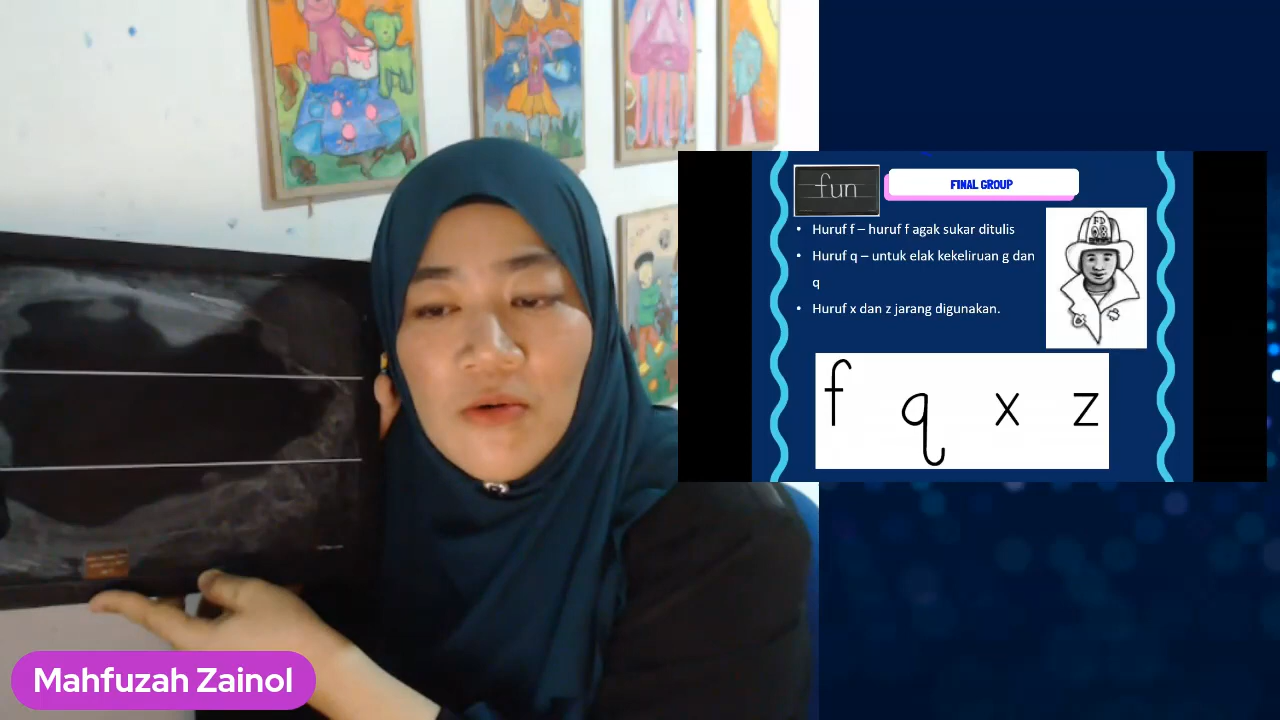 fun
FINAL GROUP
• Huruf f – huruf f agak sukar ditulis
• Huruf q – untuk elak kekeliruan g dan
q
• Huruf x dan z jarang digunakan.
FD
f q x z
Mahfuzah Zainol